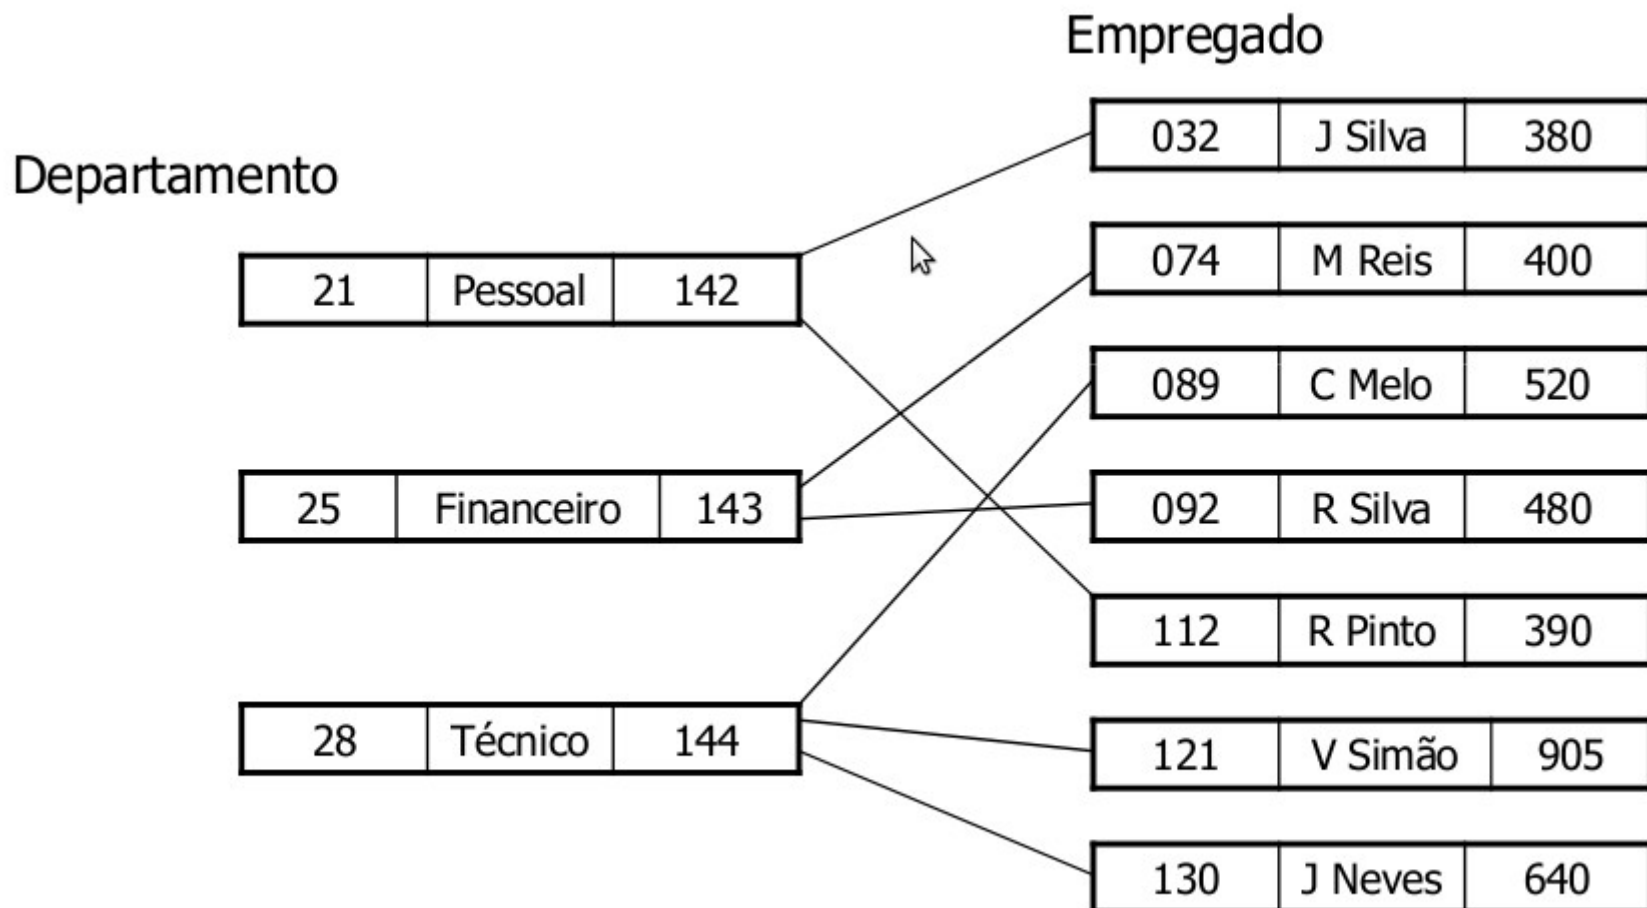 Empregado
032 J Silva 380
Departamento
074 M Reis 400
21 Pessoal 142
089 C Melo 520
25 Financeiro 143
092 R Silva 480
112 R Pinto 390
28 Técnico 144
121 V Simão 905
130 J Neves 640